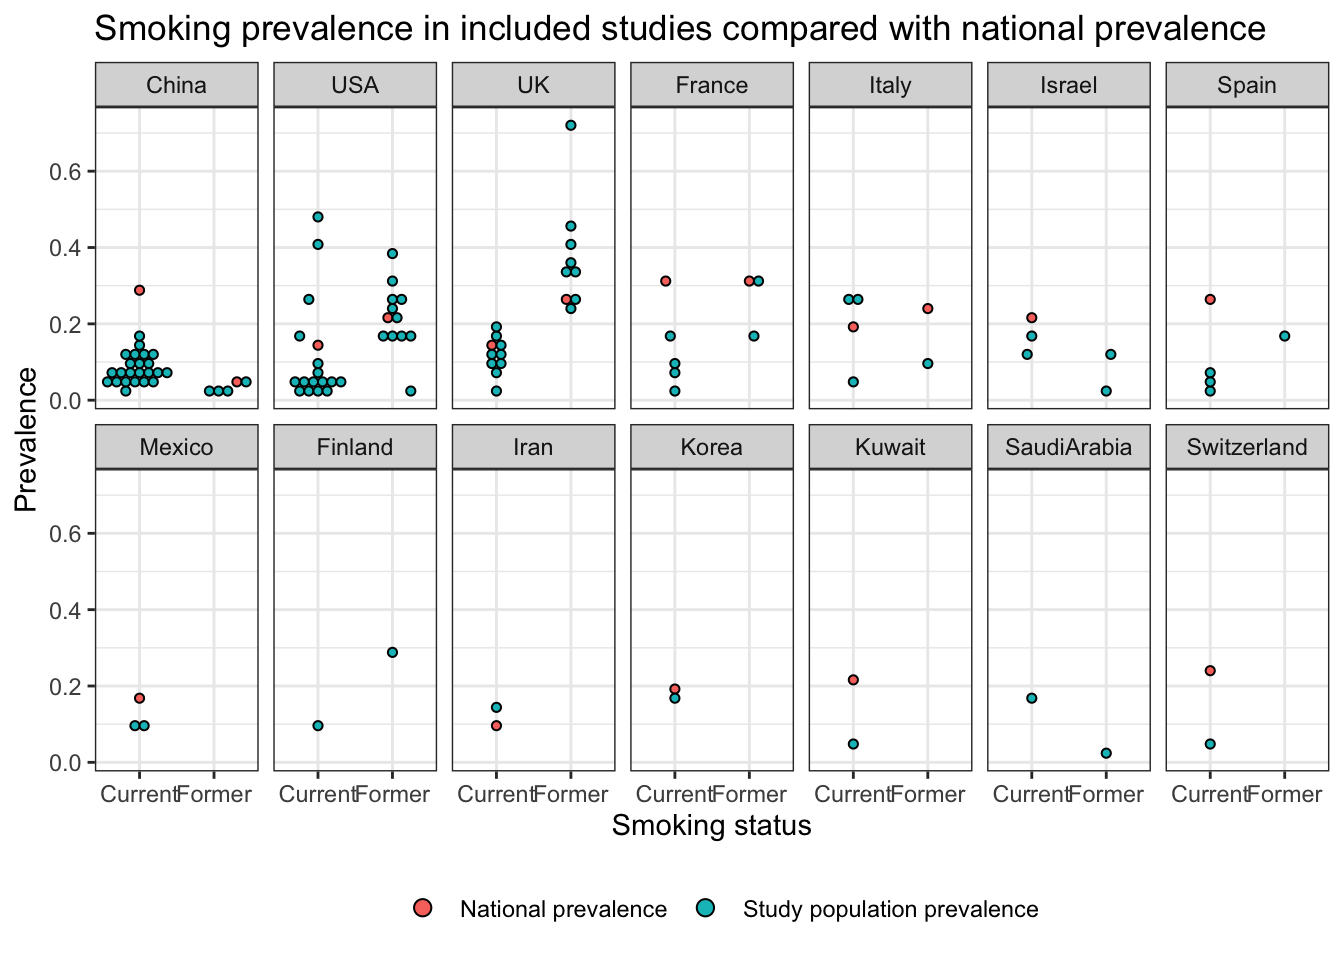 Smoking prevalence in included studies compared with national prevalence
China USA UK France Italy Israel Spain
0.6
0.4
0.2
0.0
Prevalence
Mexico Finland Iran Korea Kuwait SaudiArabia Switzerland
0.6
0.4
0.2
0.0
Current Former Current Former Current Former Current Former Current Former Current Former Current Former
Smoking status
National prevalence Study population prevalence